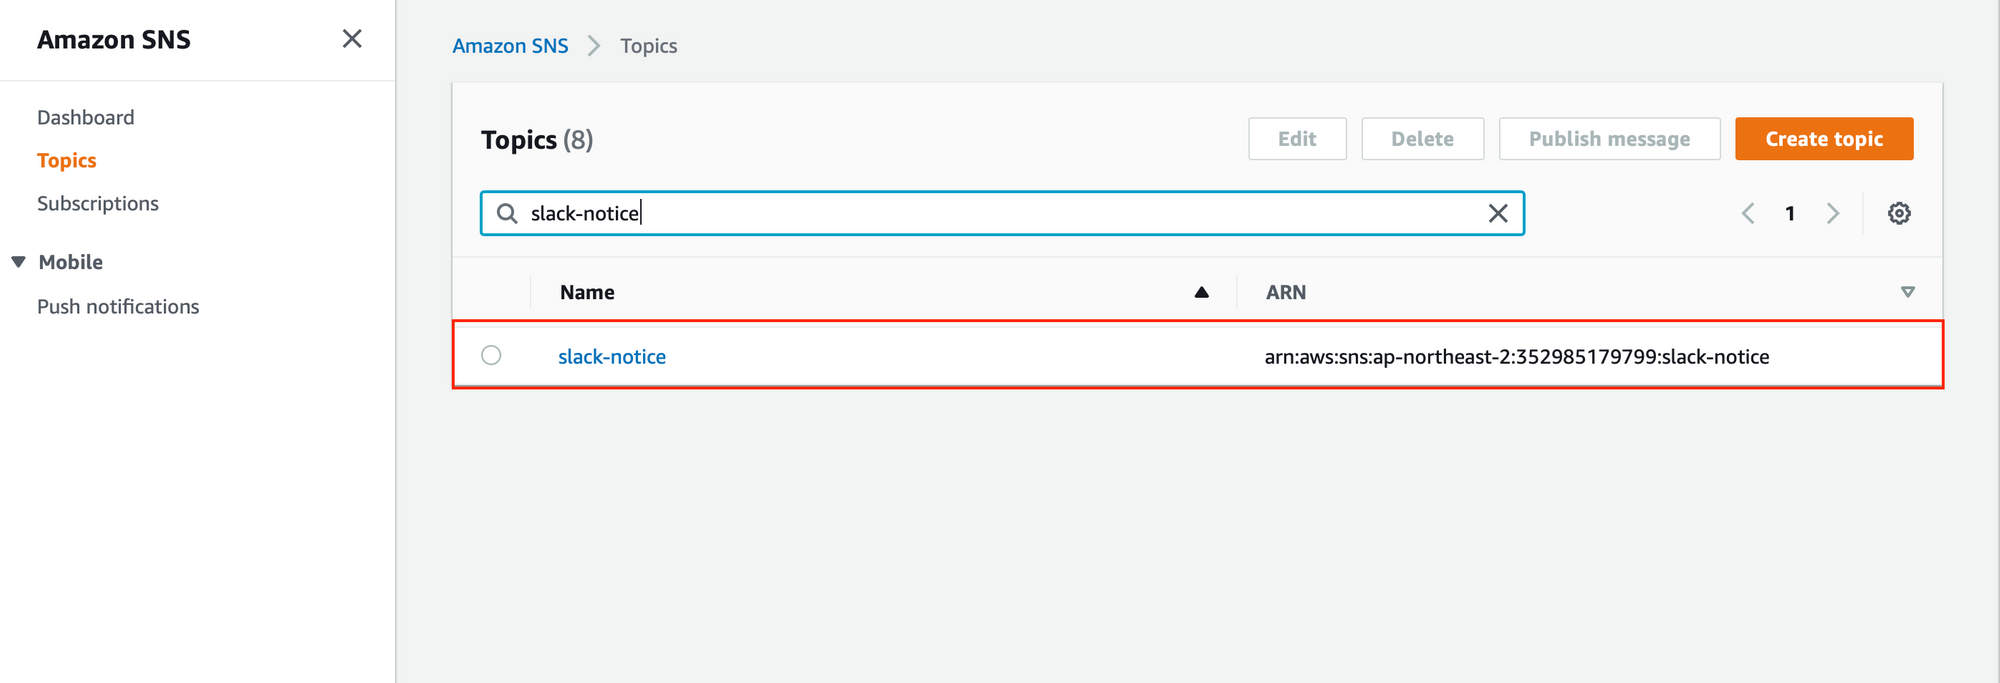 Amazon SNS
Dashboard
Topics
Subscriptions
Mobile
Push notifications
Amazon SNS Topics
Topics (8)
Edit Delete Publish message Create topic
slack-notice
1
Name ARN
slack-notice arn:aws:sns:ap-northeast-2:352985179799:slack-notice